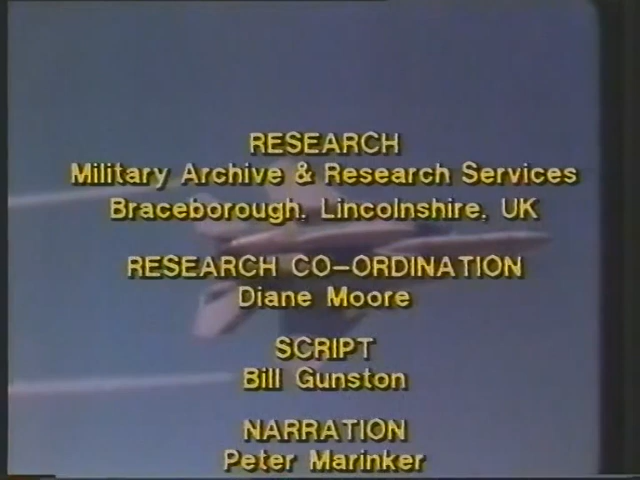 RESEARCH
Military Archive & Research Services
Braceborough, Lincolnshire, UK
RESEARCH CO-ORDINATION
Diane Moore
SCRIPT
Bill Gunston
NARRATION
Peter Marinker